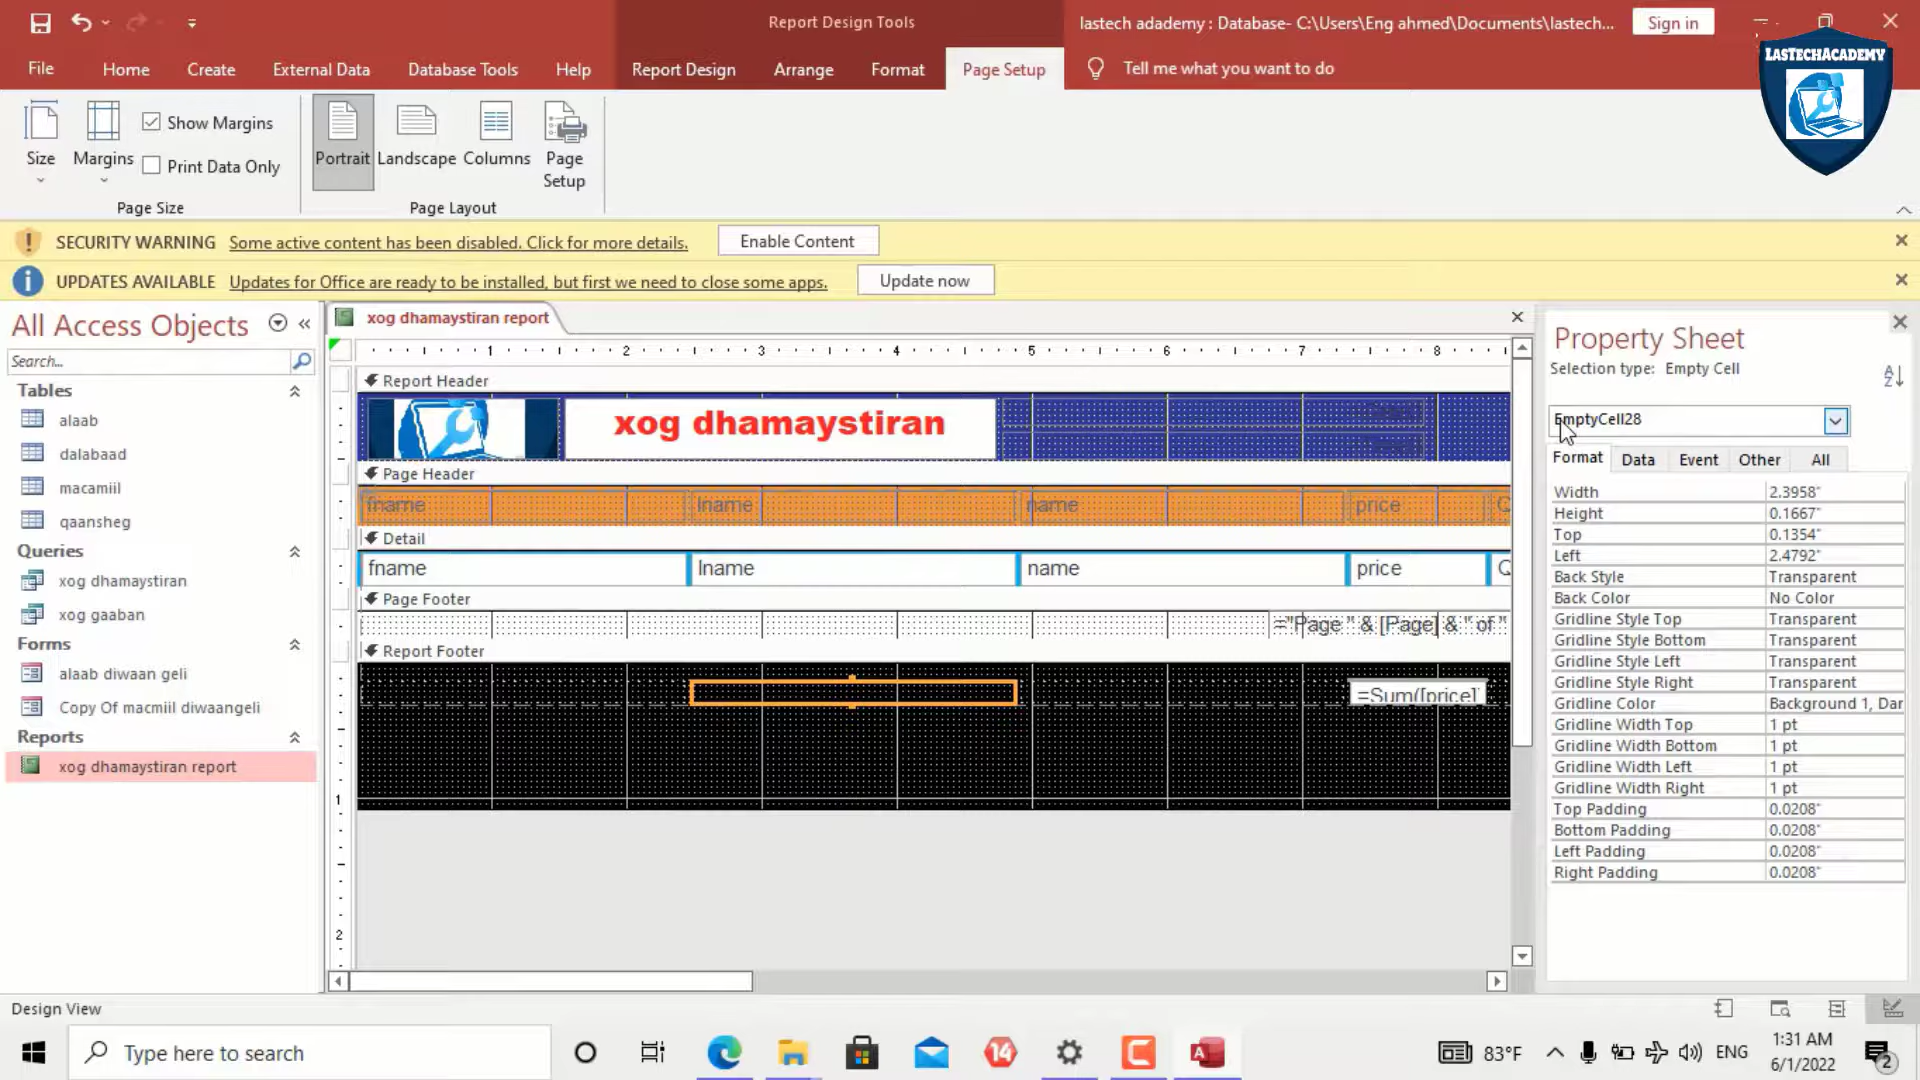 Report Design Tools
lastech adademy : Database- C:\Users\Eng ahmed\Documents\lastech...
Sign in
File
Home
Create
External Data
Database Tools
Help
Report Design
Arrange
Format
Page Setup
Tell me what you want to do
LASTECHACADEMY
Size
Margins
Show Margins
Print Data Only
Portrait
Landscape
Columns
Page Setup
Page Size
Page Layout
SECURITY WARNING Some active content has been disabled. Click for more details. Enable Content
UPDATES AVAILABLE Updates for Office are ready to be installed, but first we need to close some apps. Update now
All Access Objects
Search...
Tables
alaab
dalabaad
macamiil
qaansheg
Queries
xog dhamaystiran
xog gaaban
Forms
alaab diwaan geli
Copy Of macmiil diwaangeli
Reports
xog dhamaystiran report
xog dhamaystiran report
1 2 3 4 5 6 7 8
Report Header
xog dhamaystiran
Page Header
fname lname name price Q
Detail
fname lname name price Q
Page Footer
="Page " & [Page] & " of "
Report Footer
=Sum([price]
1
2
Property Sheet
Selection type: Empty Cell
EmptyCell28
Format Data Event Other All
Width 2.3958"
Height 0.1667"
Top 0.1354"
Left 2.4792"
Back Style Transparent
Back Color No Color
Gridline Style Top Transparent
Gridline Style Bottom Transparent
Gridline Style Left Transparent
Gridline Style Right Transparent
Gridline Color Background 1, Dar
Gridline Width Top 1 pt
Gridline Width Bottom 1 pt
Gridline Width Left 1 pt
Gridline Width Right 1 pt
Top Padding 0.0208"
Bottom Padding 0.0208"
Left Padding 0.0208"
Right Padding 0.0208"
Design View
Type here to search
14
83°F
ENG
1:31 AM
6/1/2022
2